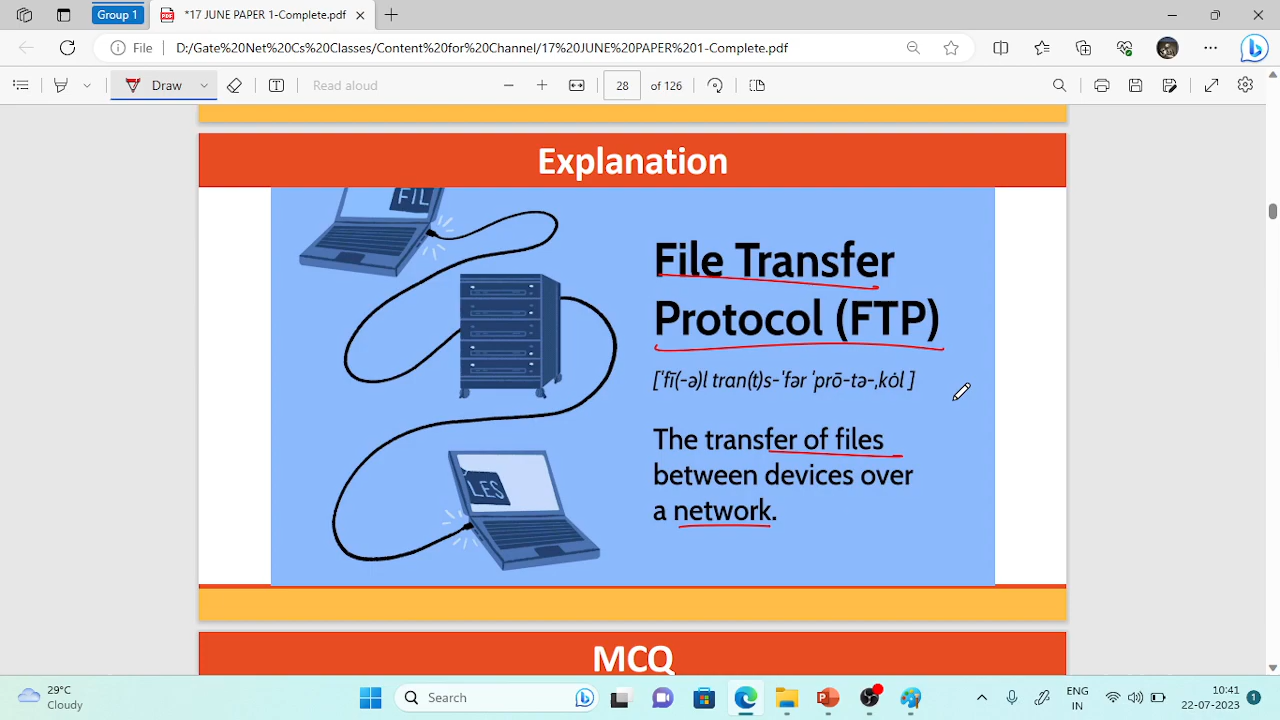 Group 1
*17 JUNE PAPER 1-Complete.pdf
File
D:/Gate%20Net%20Cs%20Classes/Content%20for%20Channel/17%20JUNE%20PAPER%201-Complete.pdf
Draw
Read aloud
28
of 126
Explanation
FIL
File Transfer
Protocol (FTP)
[ˈfī(-ə)l tran(t)s-ˈfər ˈprō-tə-ˌkȯl ]
The transfer of files
between devices over
a network.
LES
MCQ
29°C
Cloudy
Search
ENG
IN
10:41
22-07-2023
1